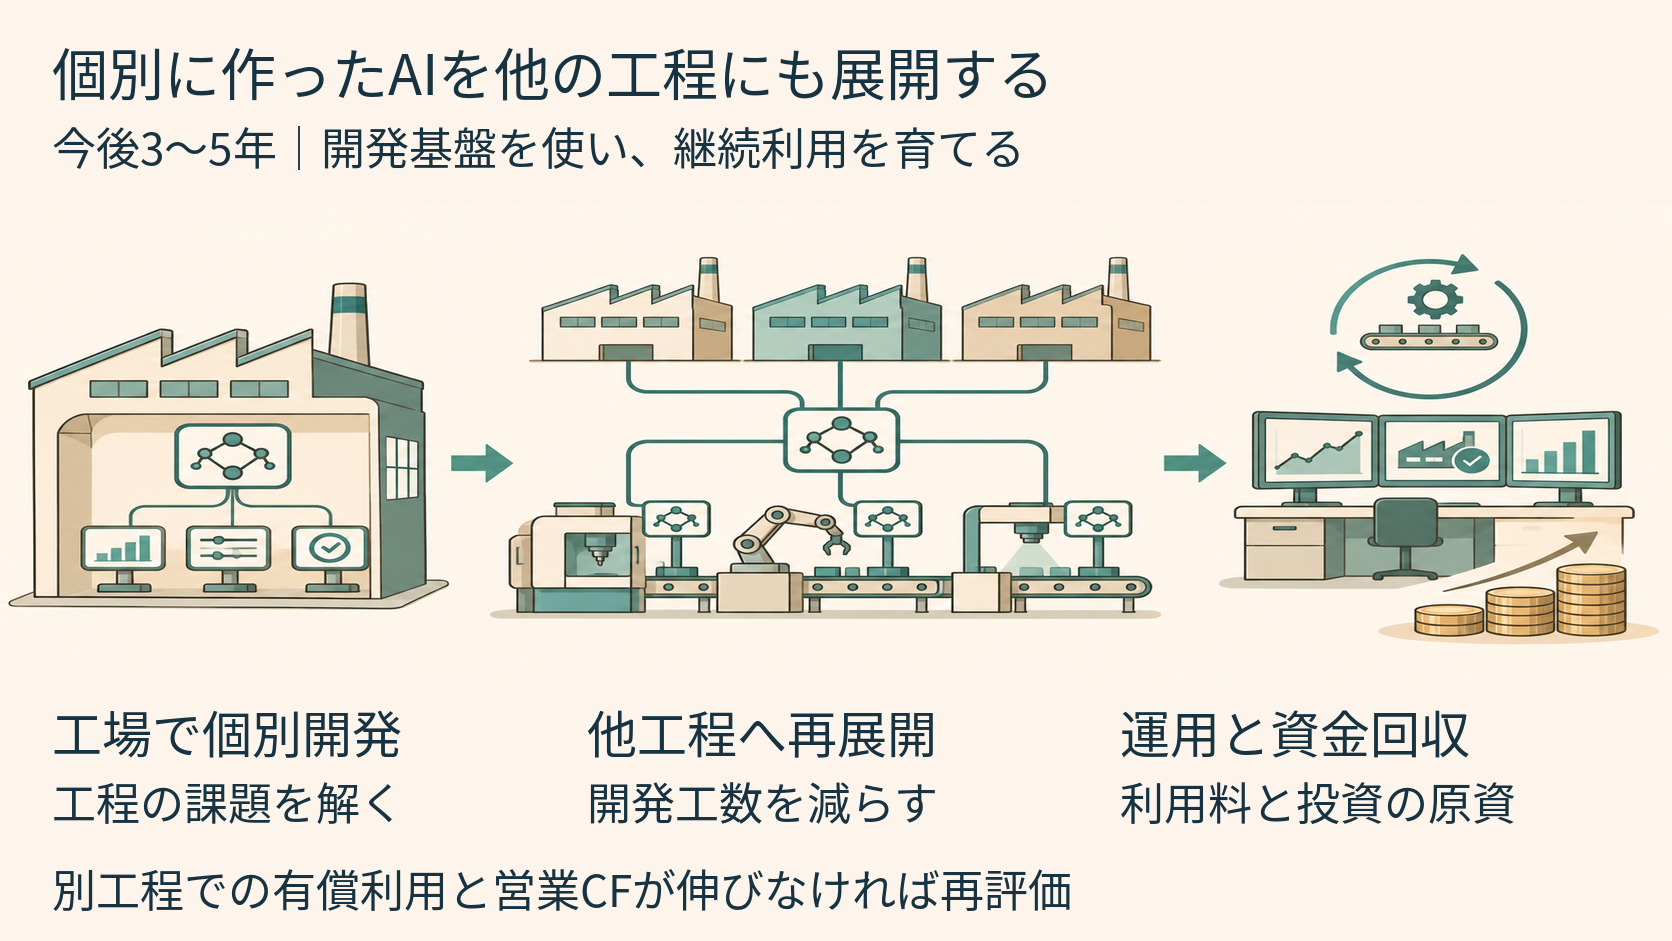 個別に作ったAIを他の工程にも展開する
今後3〜5年｜開発基盤を使い、継続利用を育てる
工場で個別開発
工程の課題を解く
他工程へ再展開
開発工数を減らす
運用と資金回収
利用料と投資の原資
別工程での有償利用と営業CFが伸びなければ再評価